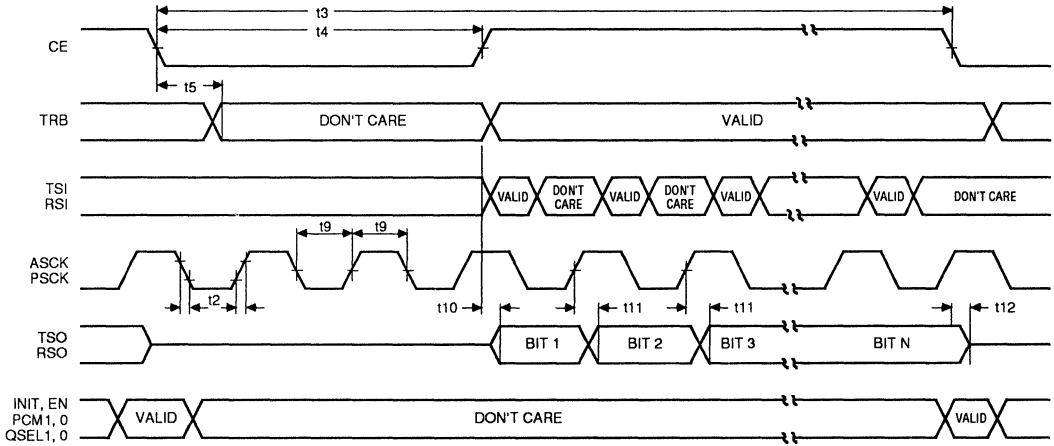 t3
t4
CE
t5
TRB
DON'T CARE
VALID
TSI
RSI
VALID
DON'T
CARE
VALID
DON'T
CARE
VALID
VALID
DON'T CARE
t9
t9
ASCK
PSCK
t2
t10
t11
t11
t12
TSO
RSO
BIT 1
BIT 2
BIT 3
BIT N
INIT, EN
PCM1, 0
QSEL1, 0
VALID
DON'T CARE
VALID